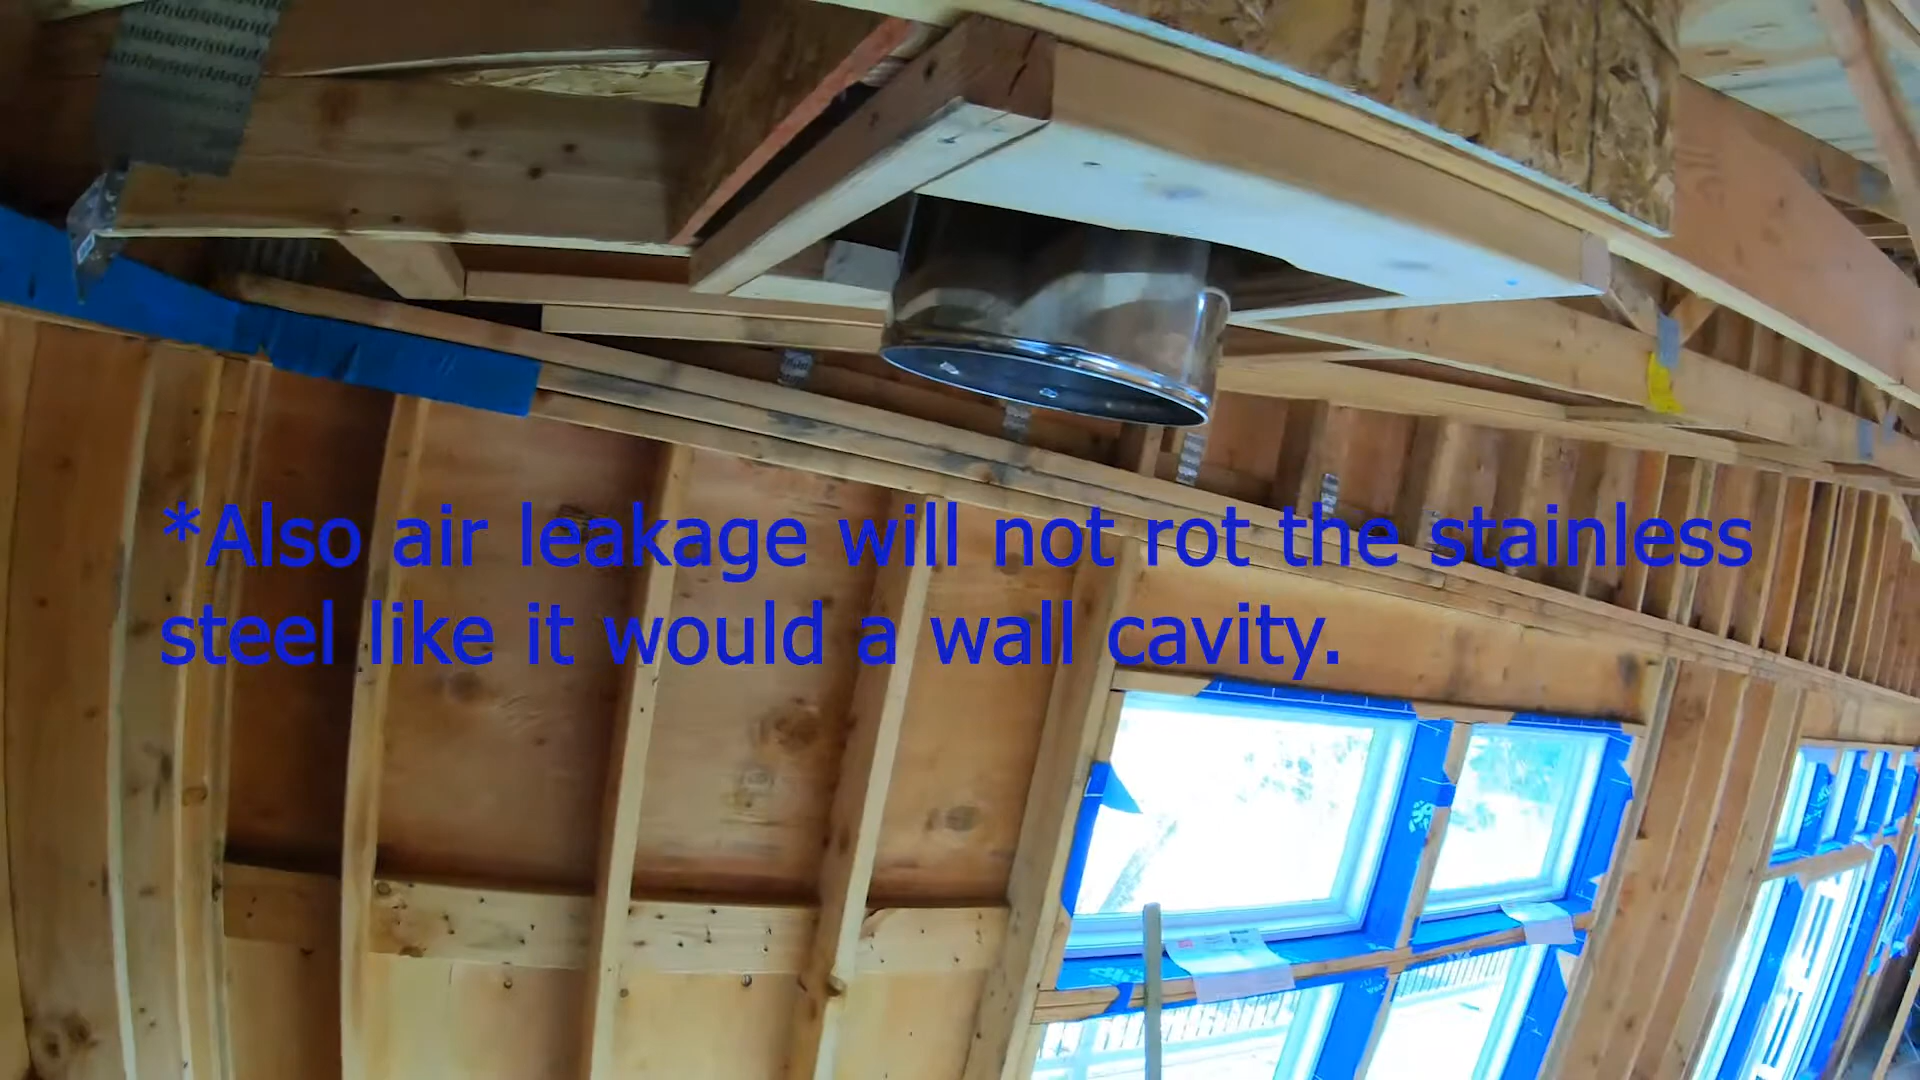 *Also air leakage will not rot the stainless
steel like it would a wall cavity.